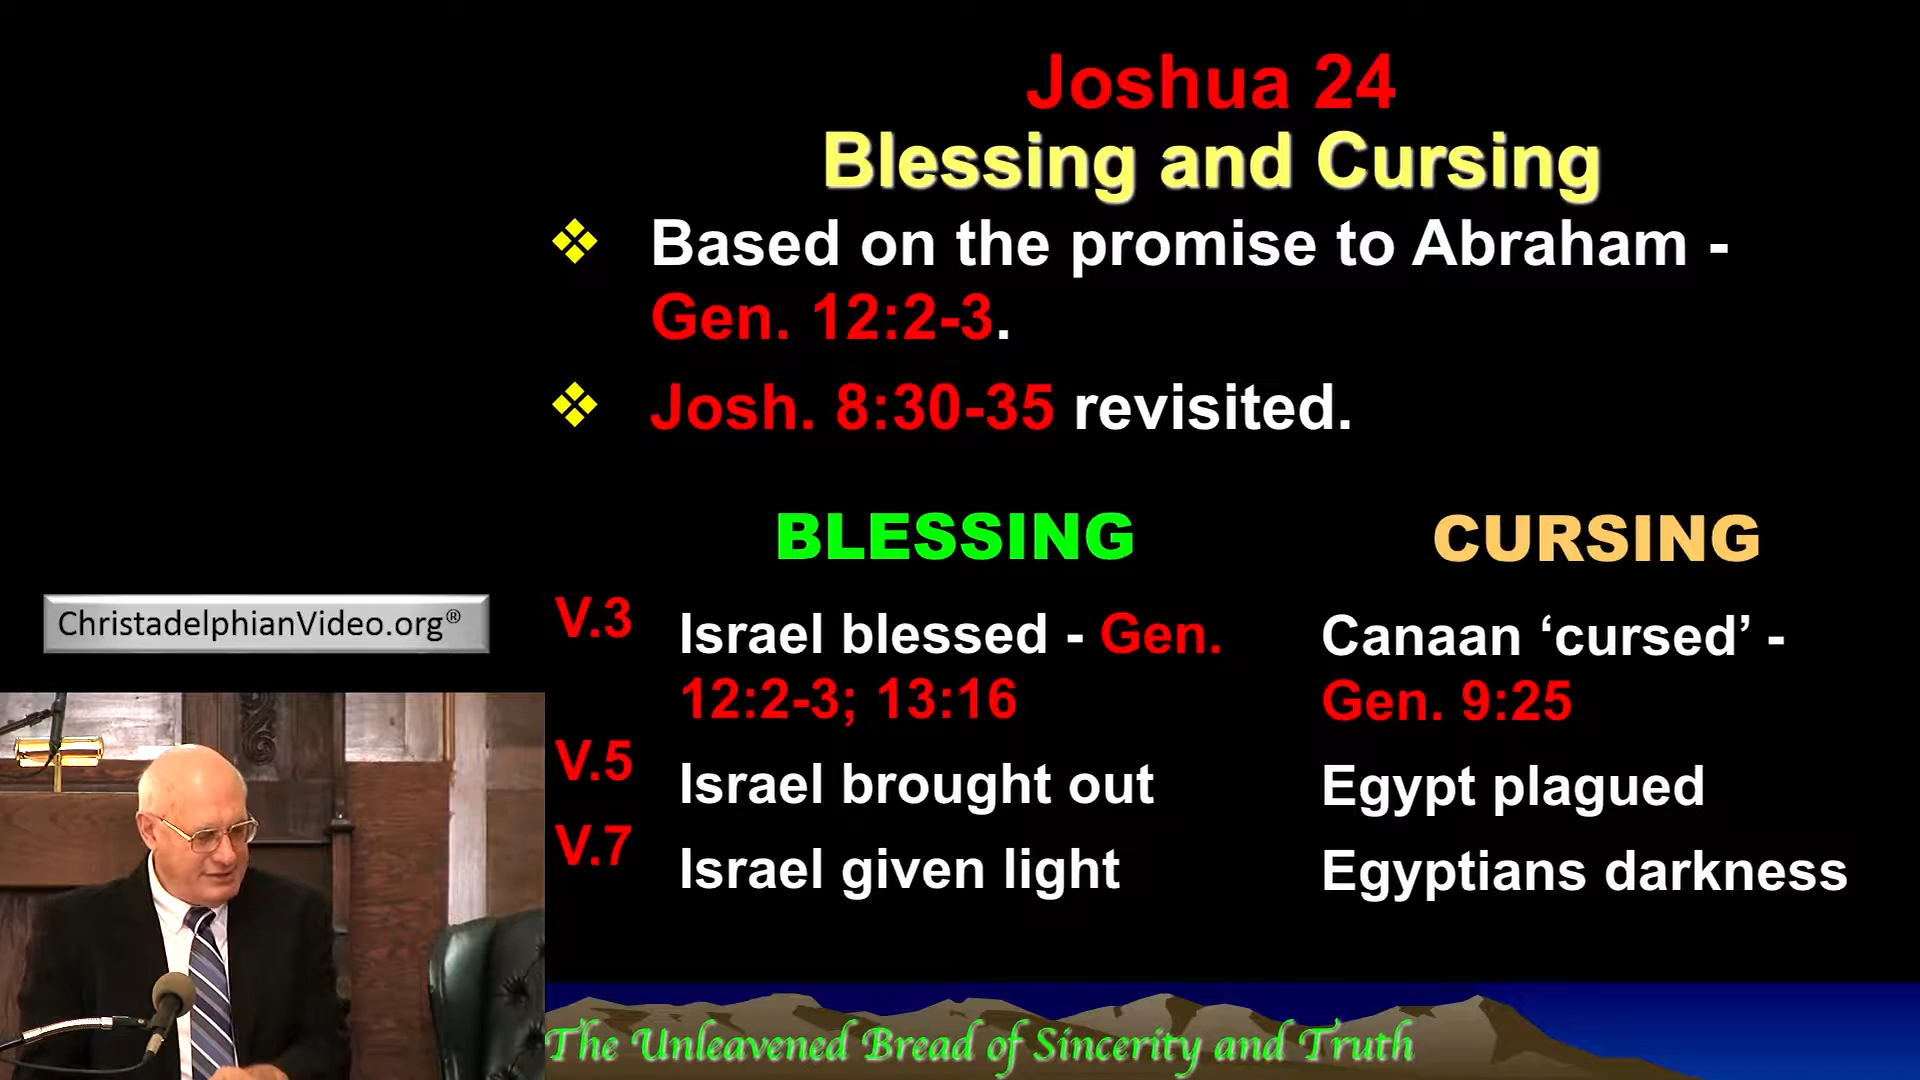 Joshua 24
Blessing and Cursing
❖ Based on the promise to Abraham -
Gen. 12:2-3.
❖ Josh. 8:30-35 revisited.
BLESSING CURSING
V.3 Israel blessed - Gen. Canaan ‘cursed’ -
12:2-3; 13:16 Gen. 9:25
V.5 Israel brought out Egypt plagued
V.7 Israel given light Egyptians darkness
ChristadelphianVideo.org®
The Unleavened Bread of Sincerity and Truth